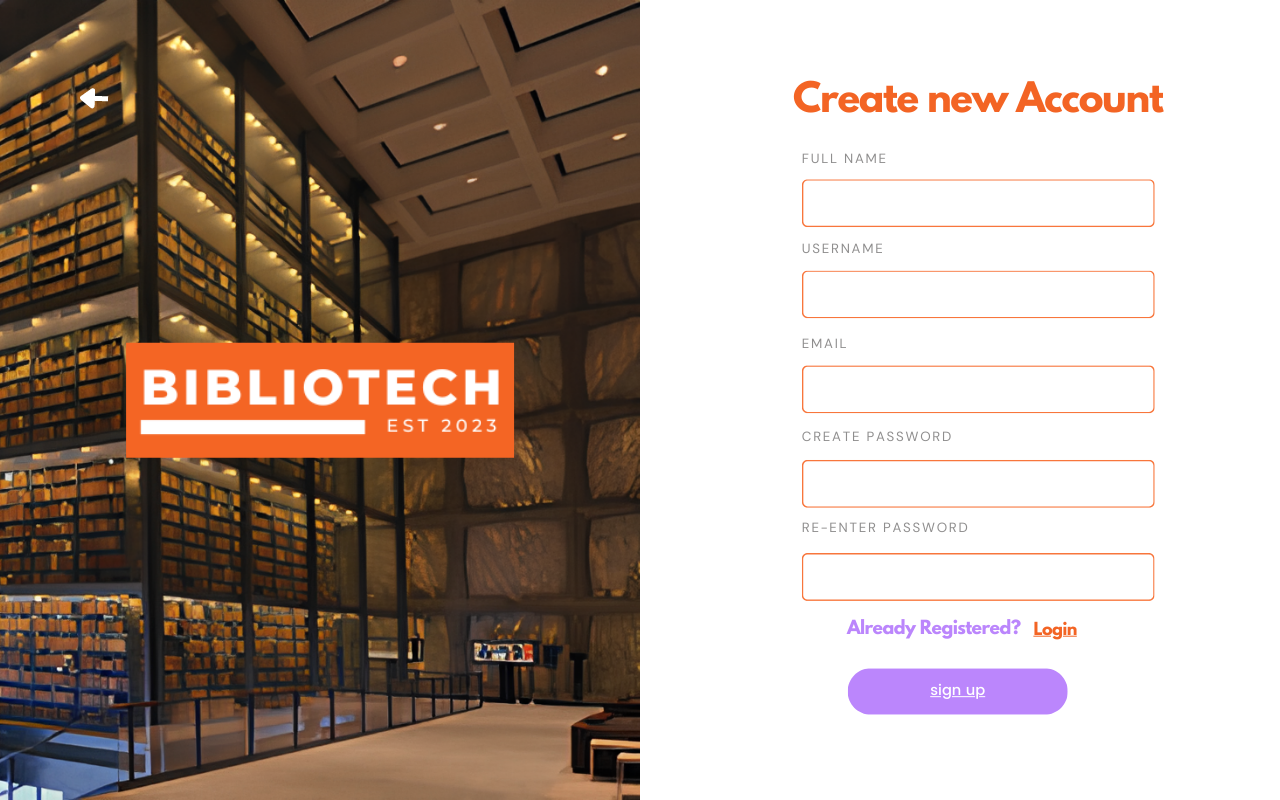 BIBLIOTECH
EST 2023
Create new Account
FULL NAME
USERNAME
EMAIL
CREATE PASSWORD
RE-ENTER PASSWORD
Already Registered? Login
sign up